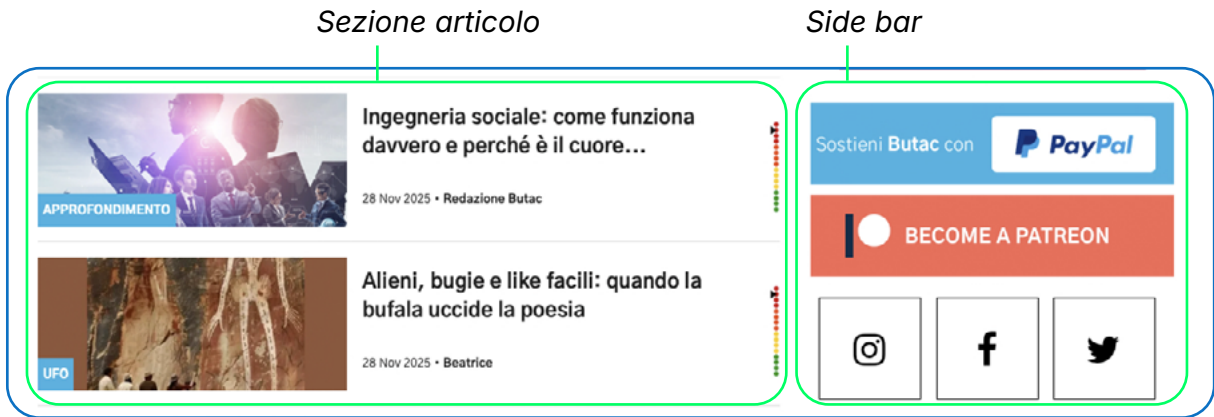 Sezione articolo
Side bar
Ingegneria sociale: come funziona
davvero e perché è il cuore...
28 Nov 2025 • Redazione Butac
APPROFONDIMENTO
Alieni, bugie e like facili: quando la
bufala uccide la poesia
28 Nov 2025 • Beatrice
UFO
Sostieni Butac con
PayPal
BECOME A PATREON